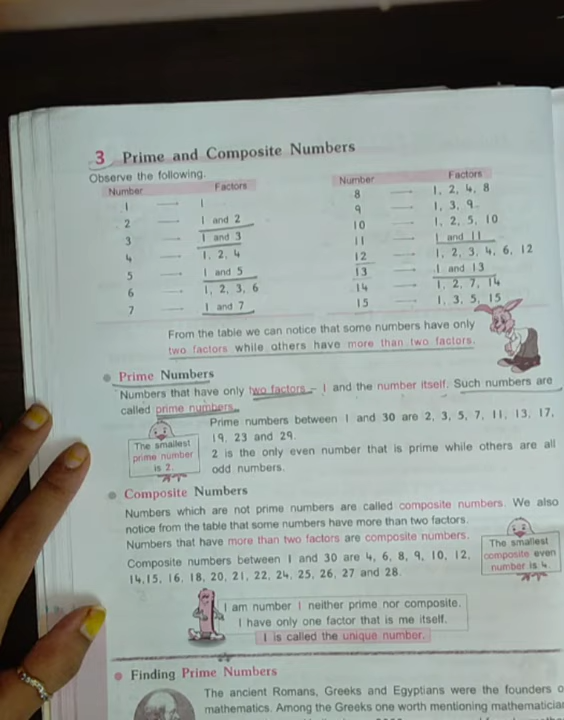 3 Prime and Composite Numbers
Observe the following.
Number Factors
1 → 1
2 → 1 and 2
3 → 1 and 3
4 → 1, 2, 4
5 → 1 and 5
6 → 1, 2, 3, 6
7 → 1 and 7
Number Factors
8 → 1, 2, 4, 8
9 → 1, 3, 9
10 → 1, 2, 5, 10
11 → 1 and 11
12 → 1, 2, 3, 4, 6, 12
13 → 1 and 13
14 → 1, 2, 7, 14
15 → 1, 3, 5, 15
From the table we can notice that some numbers have only
two factors while others have more than two factors.
Prime Numbers
Numbers that have only two factors – 1 and the number itself. Such numbers are
called prime numbers.
Prime numbers between 1 and 30 are 2, 3, 5, 7, 11, 13, 17,
19, 23 and 29.
2 is the only even number that is prime while others are all
odd numbers.
The smallest
prime number
is 2.
Composite Numbers
Numbers which are not prime numbers are called composite numbers. We also
notice from the table that some numbers have more than two factors.
Numbers that have more than two factors are composite numbers.
Composite numbers between 1 and 30 are 4, 6, 8, 9, 10, 12,
14,15, 16, 18, 20, 21, 22, 24, 25, 26, 27 and 28.
The smallest
composite even
number is 4.
I am number 1 neither prime nor composite.
I have only one factor that is me itself.
1 is called the unique number.
Finding Prime Numbers
The ancient Romans, Greeks and Egyptians were the founders o
mathematics. Among the Greeks one worth mentioning mathematicia